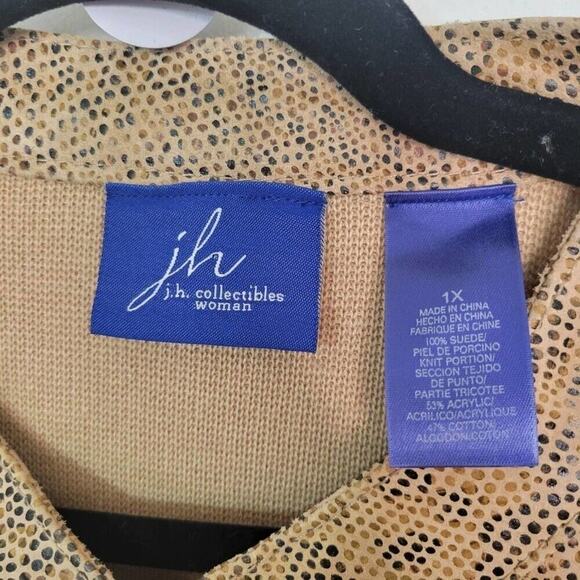 jh
j.h. collectibles
woman
1X
MADE IN CHINA
HECHO EN CHINA
FABRIQUE EN CHINE
100% SUEDE/
PIEL DE PORCINO
KNIT PORTION/
SECCION TEJIDO
DE PUNTO/
PARTIE TRICOTEE
53% ACRYLIC/
ACRILICO/ACRYLIQUE
47% COTTON/
ALGODON/COTON